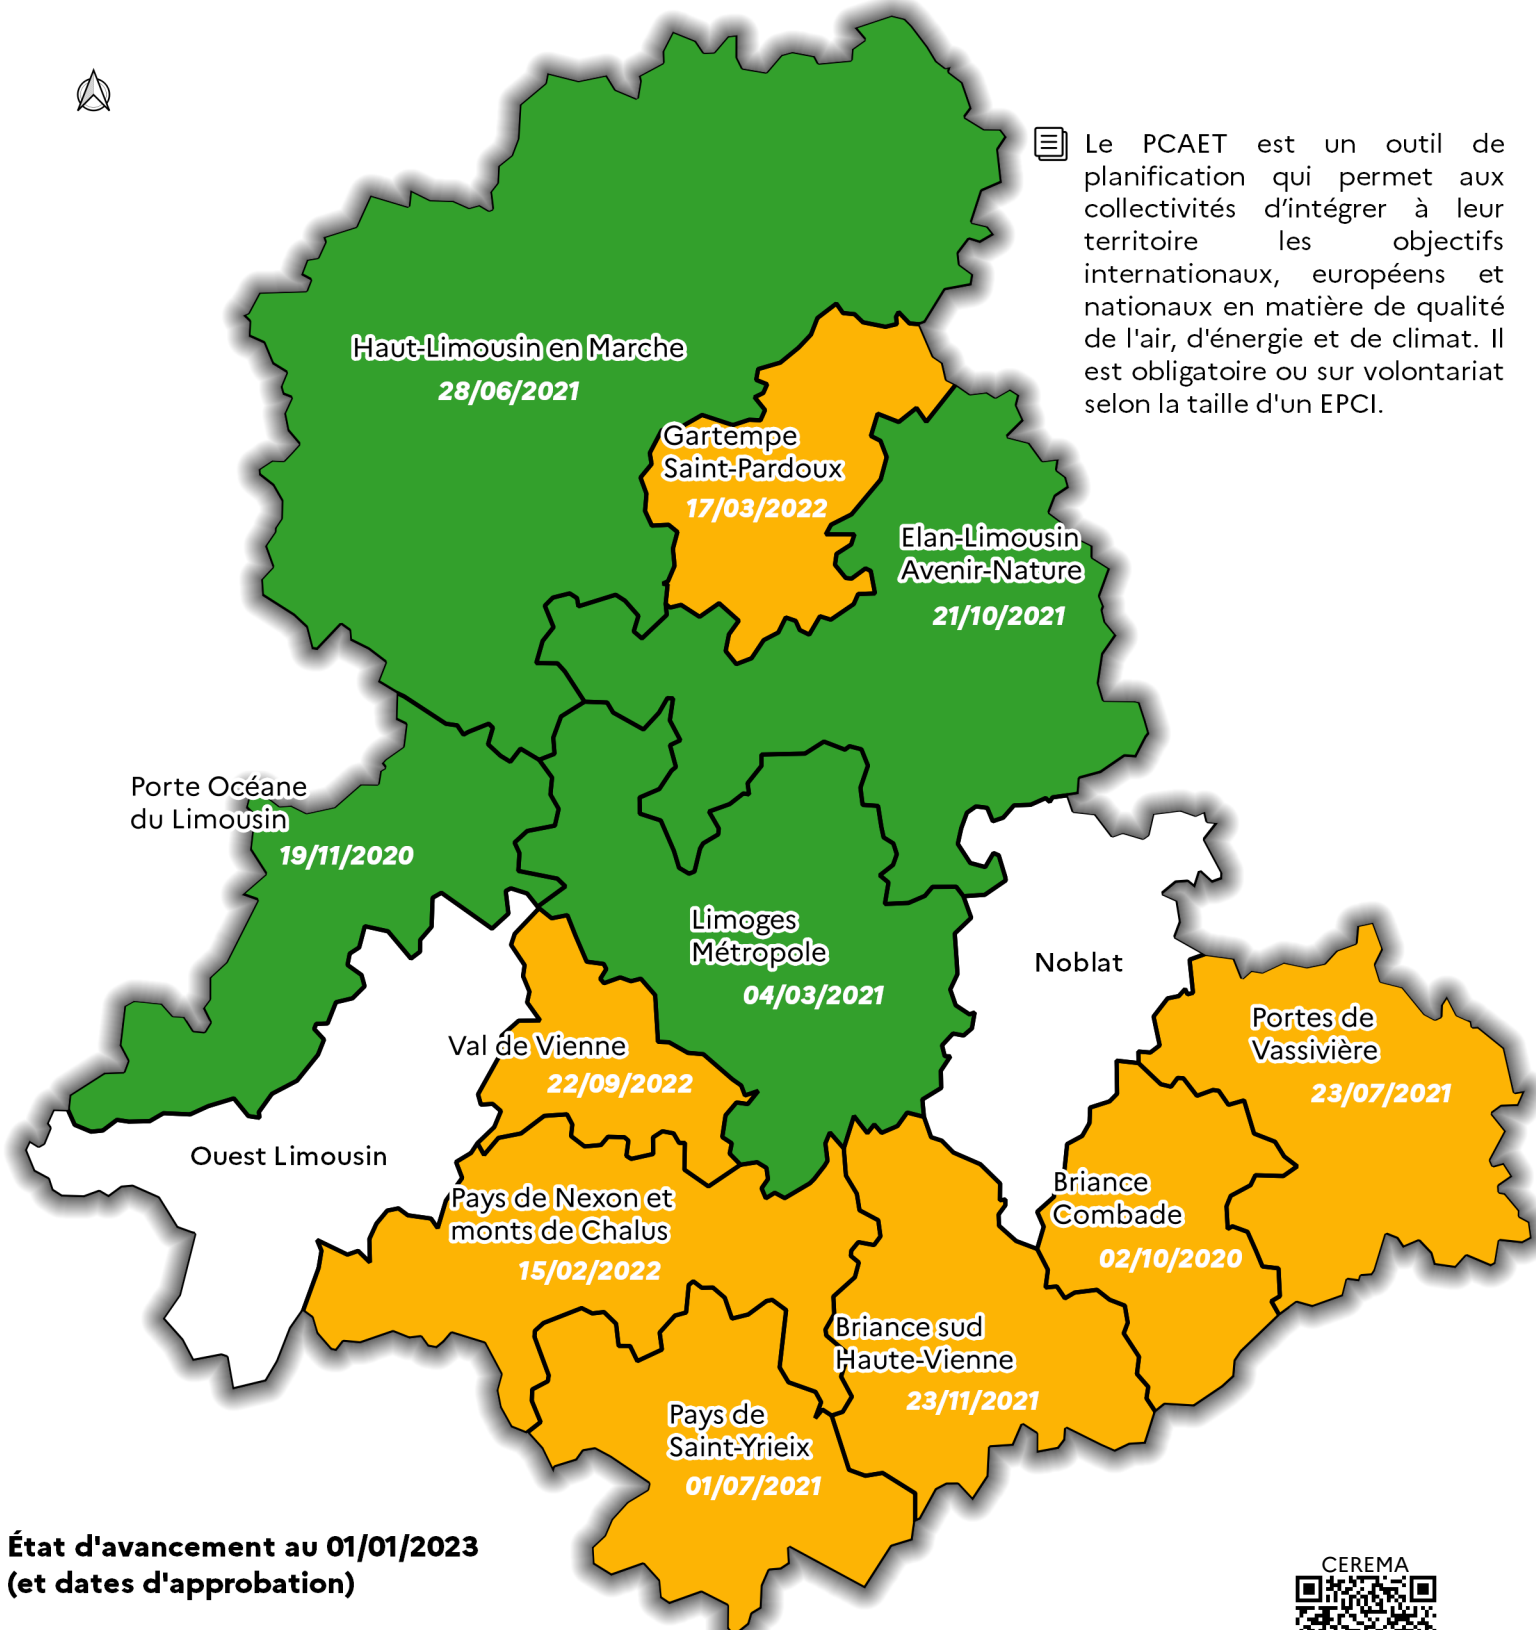 Le PCAET est un outil de
planification qui permet aux
collectivités d’intégrer à leur
territoire les objectifs
internationaux, européens et
nationaux en matière de qualité
de l'air, d'énergie et de climat. Il
est obligatoire ou sur volontariat
selon la taille d'un EPCI.
Haut-Limousin en Marche
28/06/2021
Gartempe
Saint-Pardoux
17/03/2022
Elan-Limousin
Avenir-Nature
21/10/2021
Porte Océane
du Limousin
19/11/2020
Limoges
Métropole
04/03/2021
Noblat
Portes de
Vassivière
23/07/2021
Val de Vienne
22/09/2022
Ouest Limousin
Pays de Nexon et
monts de Chalus
15/02/2022
Briance
Combade
02/10/2020
Briance sud
Haute-Vienne
23/11/2021
Pays de
Saint-Yrieix
01/07/2021
État d'avancement au 01/01/2023
(et dates d'approbation)
CEREMA